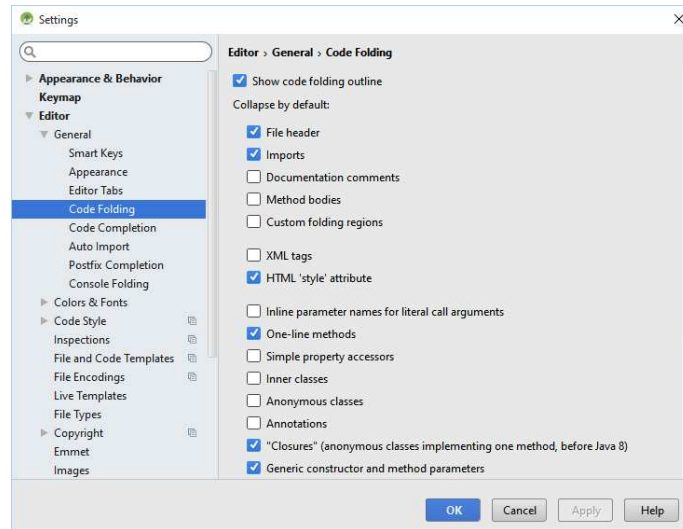 Settings
Appearance & Behavior
Keymap
Editor
General
Smart Keys
Appearance
Editor Tabs
Code Folding
Code Completion
Auto Import
Postfix Completion
Console Folding
Colors & Fonts
Code Style
Inspections
File and Code Templates
File Encodings
Live Templates
File Types
Copyright
Emmet
Images
Editor › General › Code Folding
Show code folding outline
Collapse by default:
File header
Imports
Documentation comments
Method bodies
Custom folding regions
XML tags
HTML 'style' attribute
Inline parameter names for literal call arguments
One-line methods
Simple property accessors
Inner classes
Anonymous classes
Annotations
"Closures" (anonymous classes implementing one method, before Java 8)
Generic constructor and method parameters
OK
Cancel
Apply
Help